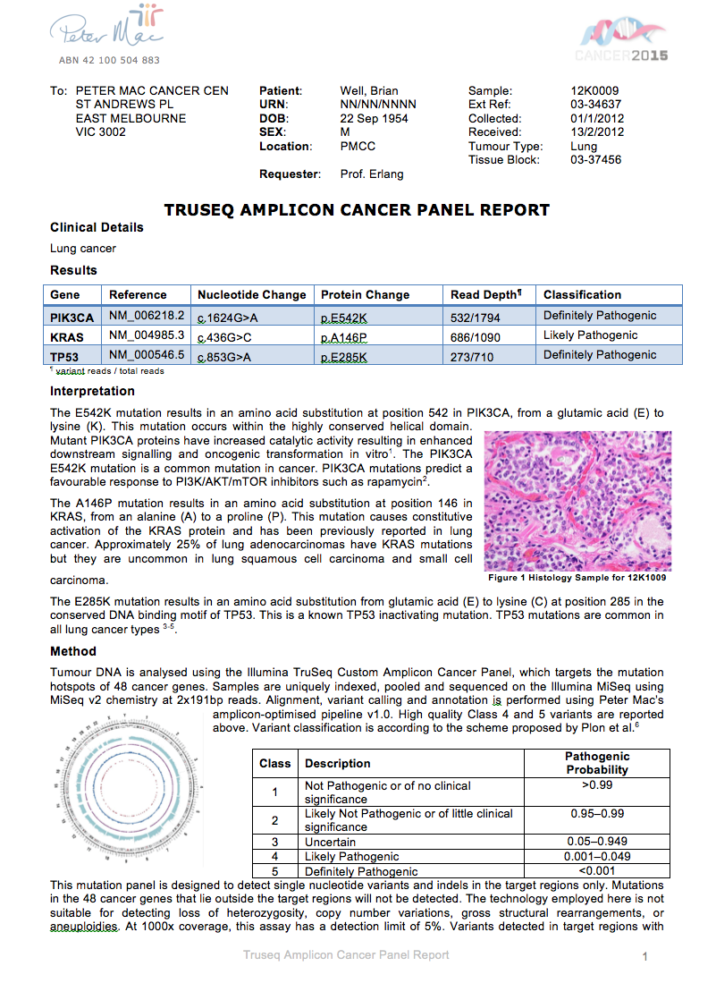 Peter Mac
ABN 42 100 504 883
CANCER2015
To: PETER MAC CANCER CEN
ST ANDREWS PL
EAST MELBOURNE
VIC 3002
Patient: Well, Brian
URN: NN/NN/NNNN
DOB: 22 Sep 1954
SEX: M
Location: PMCC
Requester: Prof. Erlang
Sample: 12K0009
Ext Ref: 03-34637
Collected: 01/1/2012
Received: 13/2/2012
Tumour Type: Lung
Tissue Block: 03-37456
TRUSEQ AMPLICON CANCER PANEL REPORT
Clinical Details
Lung cancer
Results
Gene Reference Nucleotide Change Protein Change Read Depth¶ Classification
PIK3CA NM_006218.2 c.1624G>A p.E542K 532/1794 Definitely Pathogenic
KRAS NM_004985.3 c.436G>C p.A146P 686/1090 Likely Pathogenic
TP53 NM_000546.5 c.853G>A p.E285K 273/710 Definitely Pathogenic
¶ variant reads / total reads
Interpretation
The E542K mutation results in an amino acid substitution at position 542 in PIK3CA, from a glutamic acid (E) to
lysine (K). This mutation occurs within the highly conserved helical domain.
Mutant PIK3CA proteins have increased catalytic activity resulting in enhanced
downstream signalling and oncogenic transformation in vitro¹. The PIK3CA
E542K mutation is a common mutation in cancer. PIK3CA mutations predict a
favourable response to PI3K/AKT/mTOR inhibitors such as rapamycin².
The A146P mutation results in an amino acid substitution at position 146 in
KRAS, from an alanine (A) to a proline (P). This mutation causes constitutive
activation of the KRAS protein and has been previously reported in lung
cancer. Approximately 25% of lung adenocarcinomas have KRAS mutations
but they are uncommon in lung squamous cell carcinoma and small cell
carcinoma.
Figure 1 Histology Sample for 12K1009
The E285K mutation results in an amino acid substitution from glutamic acid (E) to lysine (C) at position 285 in the
conserved DNA binding motif of TP53. This is a known TP53 inactivating mutation. TP53 mutations are common in
all lung cancer types ³⁻⁵.
Method
Tumour DNA is analysed using the Illumina TruSeq Custom Amplicon Cancer Panel, which targets the mutation
hotspots of 48 cancer genes. Samples are uniquely indexed, pooled and sequenced on the Illumina MiSeq using
MiSeq v2 chemistry at 2x191bp reads. Alignment, variant calling and annotation is performed using Peter Mac's
amplicon-optimised pipeline v1.0. High quality Class 4 and 5 variants are reported
above. Variant classification is according to the scheme proposed by Plon et al.⁶
Class Description Pathogenic Probability
1 Not Pathogenic or of no clinical significance >0.99
2 Likely Not Pathogenic or of little clinical significance 0.95–0.99
3 Uncertain 0.05–0.949
4 Likely Pathogenic 0.001–0.049
5 Definitely Pathogenic <0.001
This mutation panel is designed to detect single nucleotide variants and indels in the target regions only. Mutations
in the 48 cancer genes that lie outside the target regions will not be detected. The technology employed here is not
suitable for detecting loss of heterozygosity, copy number variations, gross structural rearrangements, or
aneuploidies. At 1000x coverage, this assay has a detection limit of 5%. Variants detected in target regions with
Truseq Amplicon Cancer Panel Report
1